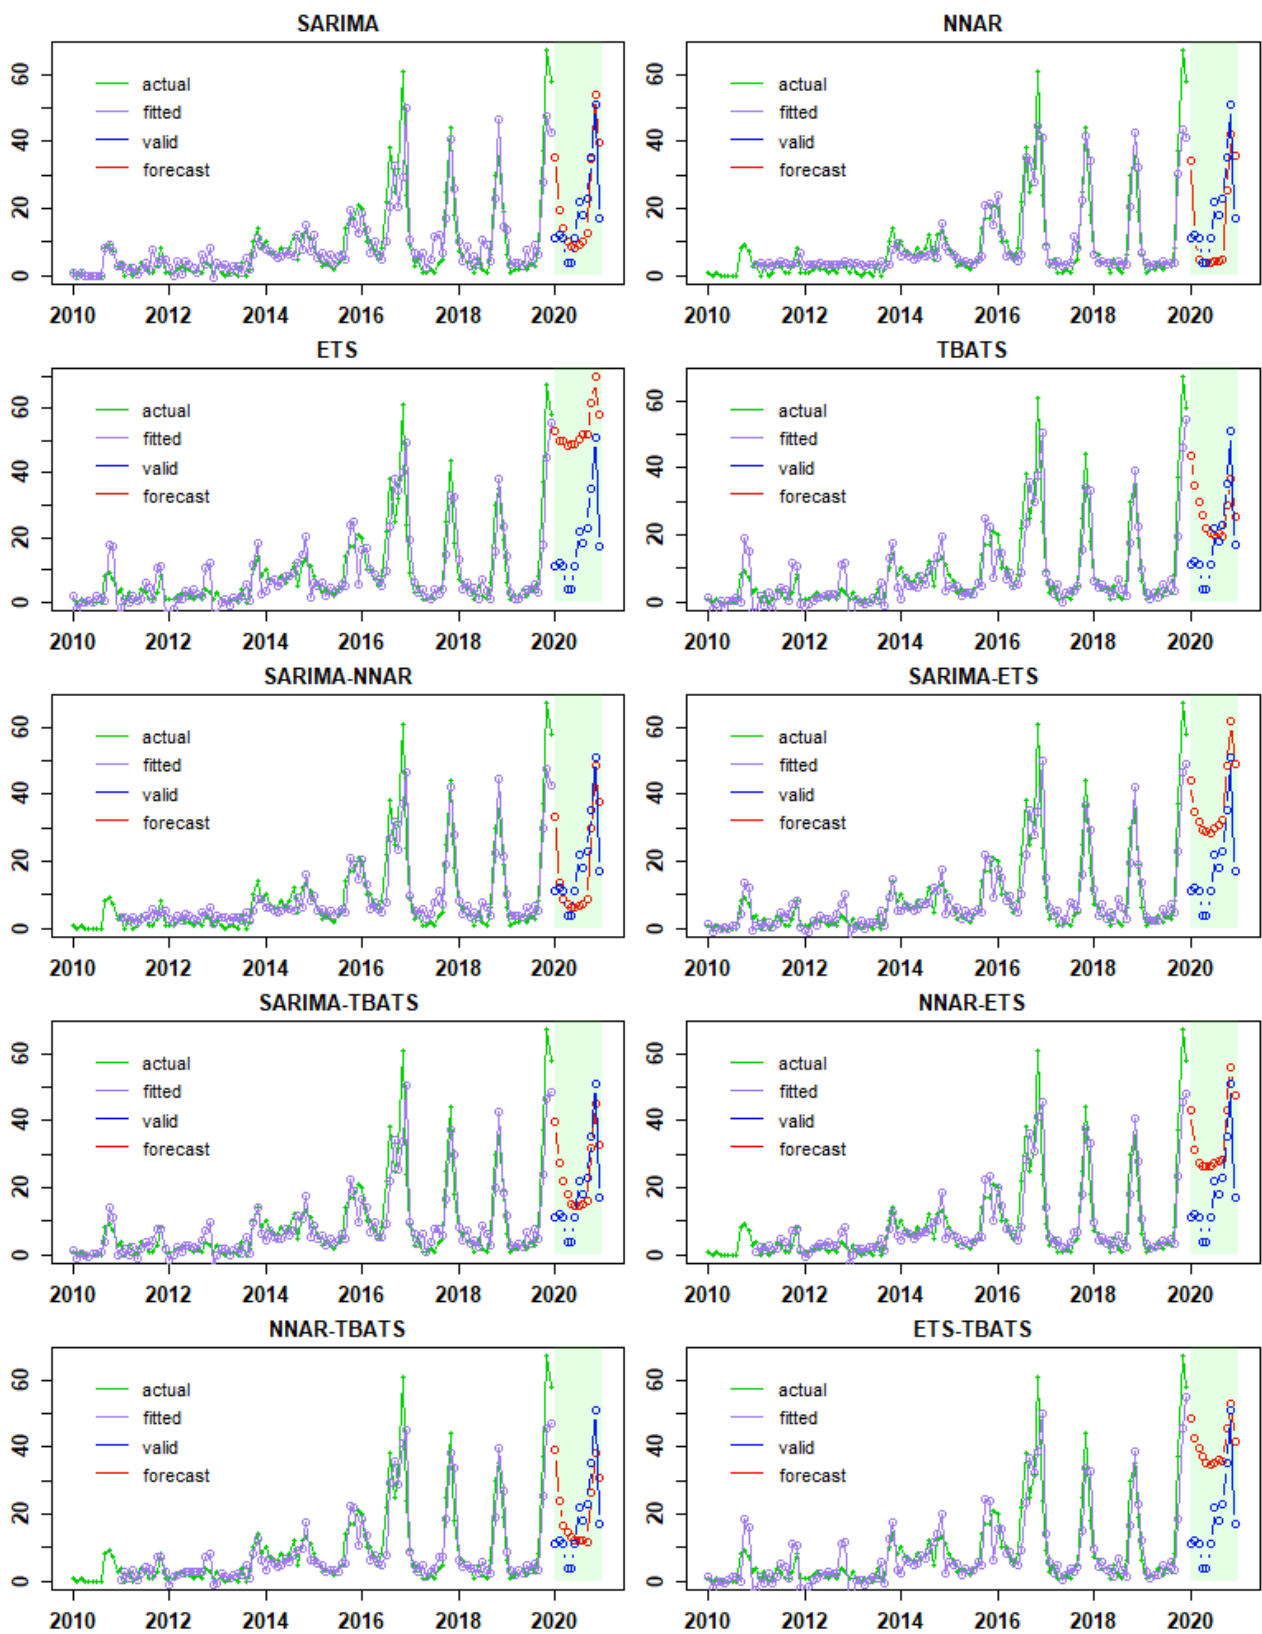 SARIMA
60
40
20
0
actual
fitted
valid
forecast
2010 2012 2014 2016 2018 2020
NNAR
60
40
20
0
actual
fitted
valid
forecast
2010 2012 2014 2016 2018 2020
ETS
60
40
20
0
actual
fitted
valid
forecast
2010 2012 2014 2016 2018 2020
TBATS
60
40
20
0
actual
fitted
valid
forecast
2010 2012 2014 2016 2018 2020
SARIMA-NNAR
60
40
20
0
actual
fitted
valid
forecast
2010 2012 2014 2016 2018 2020
SARIMA-ETS
60
40
20
0
actual
fitted
valid
forecast
2010 2012 2014 2016 2018 2020
SARIMA-TBATS
60
40
20
0
actual
fitted
valid
forecast
2010 2012 2014 2016 2018 2020
NNAR-ETS
60
40
20
0
actual
fitted
valid
forecast
2010 2012 2014 2016 2018 2020
NNAR-TBATS
60
40
20
0
actual
fitted
valid
forecast
2010 2012 2014 2016 2018 2020
ETS-TBATS
60
40
20
0
actual
fitted
valid
forecast
2010 2012 2014 2016 2018 2020